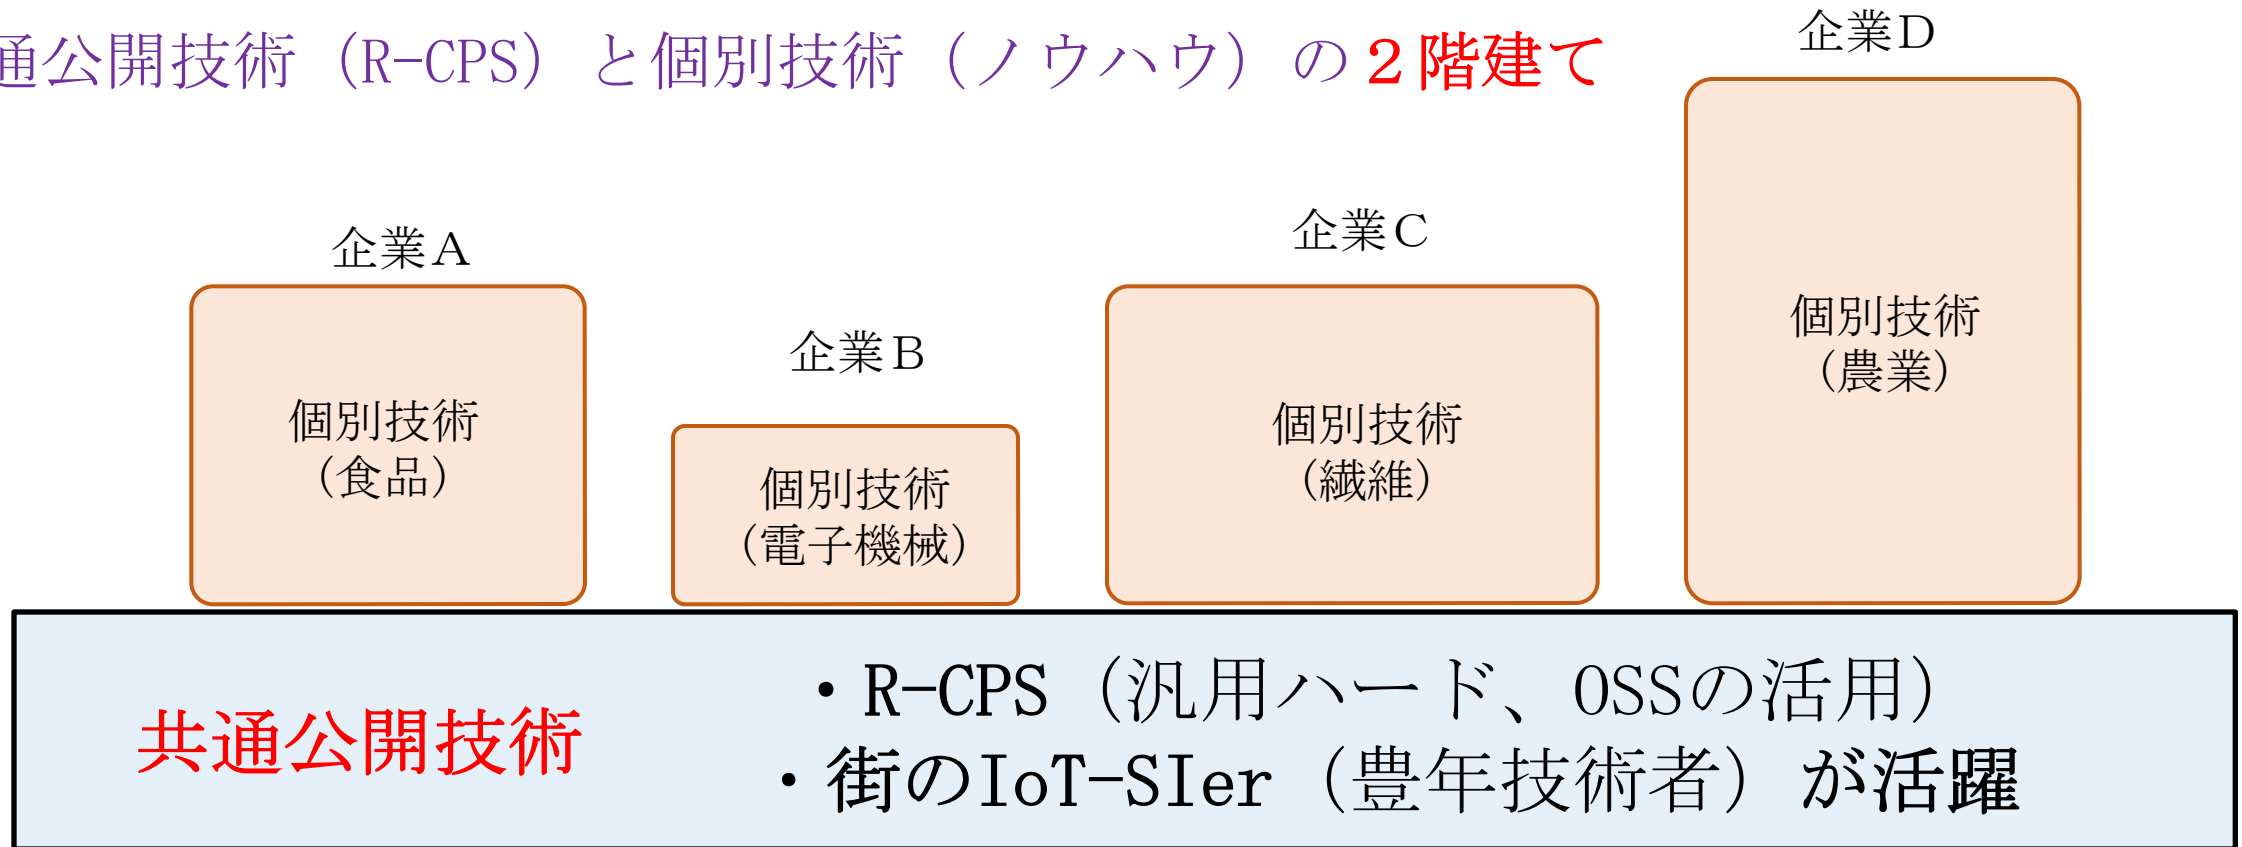 通公開技術（R-CPS）と個別技術（ノウハウ）の２階建て
企業Ｄ
企業Ａ
企業Ｂ
企業Ｃ
個別技術
（食品）
個別技術
（電子機械）
個別技術
（繊維）
個別技術
（農業）
共通公開技術
・R-CPS（汎用ハード、OSSの活用）
・街のIoT-SIer（豊年技術者）が活躍